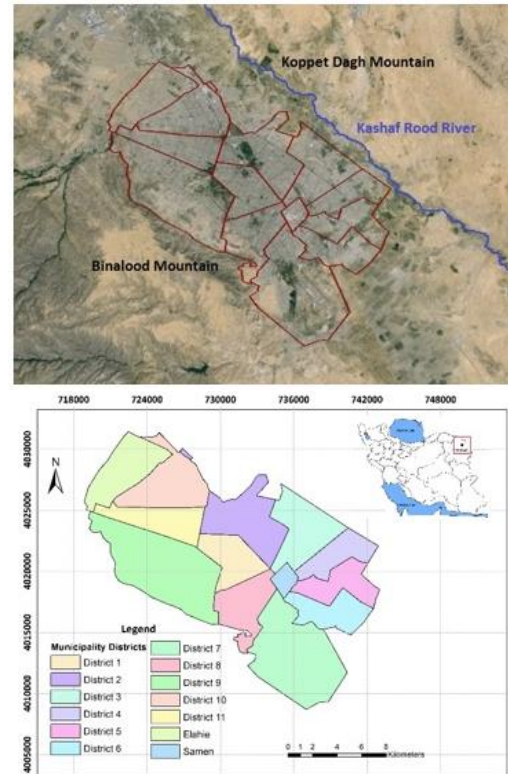 Koppet Dagh Mountain
Kashaf Rood River
Binalood Mountain
718000 724000 730000 736000 742000 748000
4030000
4025000
4020000
4015000
4010000
4005000
N
Legend
Municipality Districts
District 1
District 2
District 3
District 4
District 5
District 6
District 7
District 8
District 9
District 10
District 11
Elahie
Samen
0 1 2 4 6 8
Kilometers